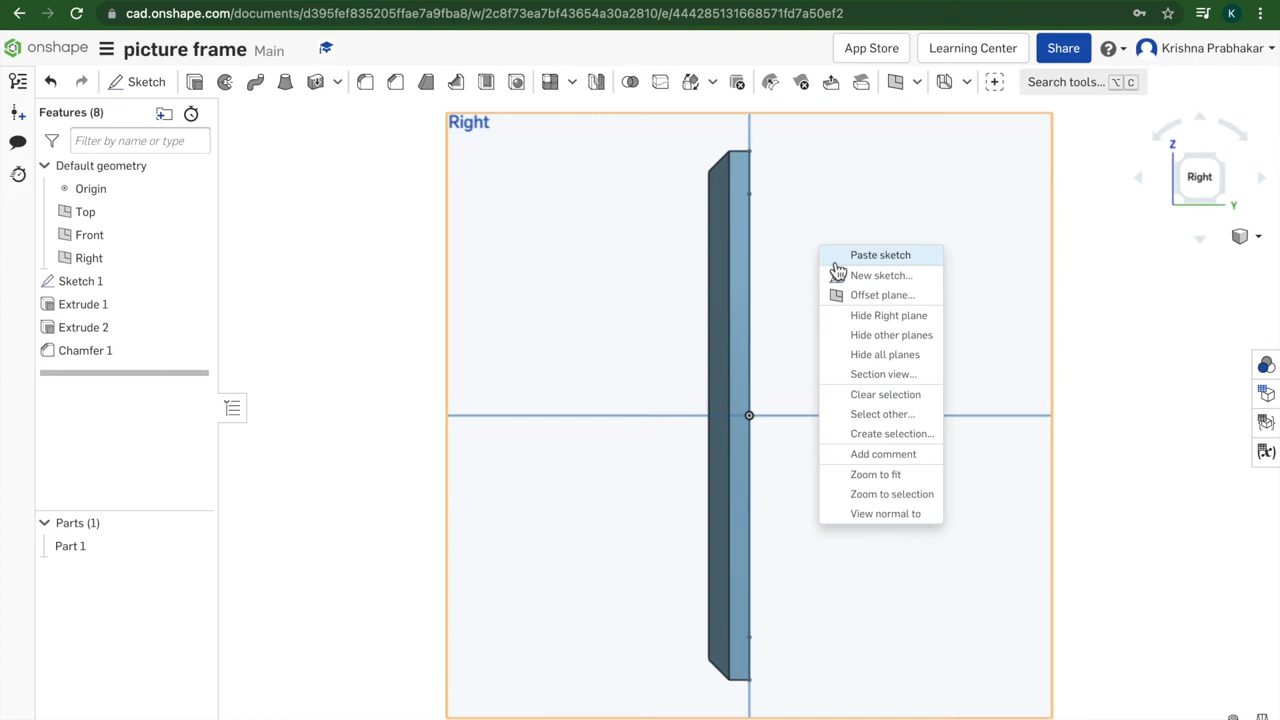 cad.onshape.com/documents/d395fef835205ffae7a9fba8/w/2c8f73ea7bf43654a30a2810/e/444285131668571fd7a50ef2
K
onshape picture frame Main
App Store Learning Center Share Krishna Prabhakar
Sketch
Search tools... ⌥ C
Features (8)
Filter by name or type
Default geometry
Origin
Top
Front
Right
Sketch 1
Extrude 1
Extrude 2
Chamfer 1
Parts (1)
Part 1
Right
Paste sketch
New sketch...
Offset plane...
Hide Right plane
Hide other planes
Hide all planes
Section view...
Clear selection
Select other...
Create selection...
Add comment
Zoom to fit
Zoom to selection
View normal to
Z
Right
Y
(x)